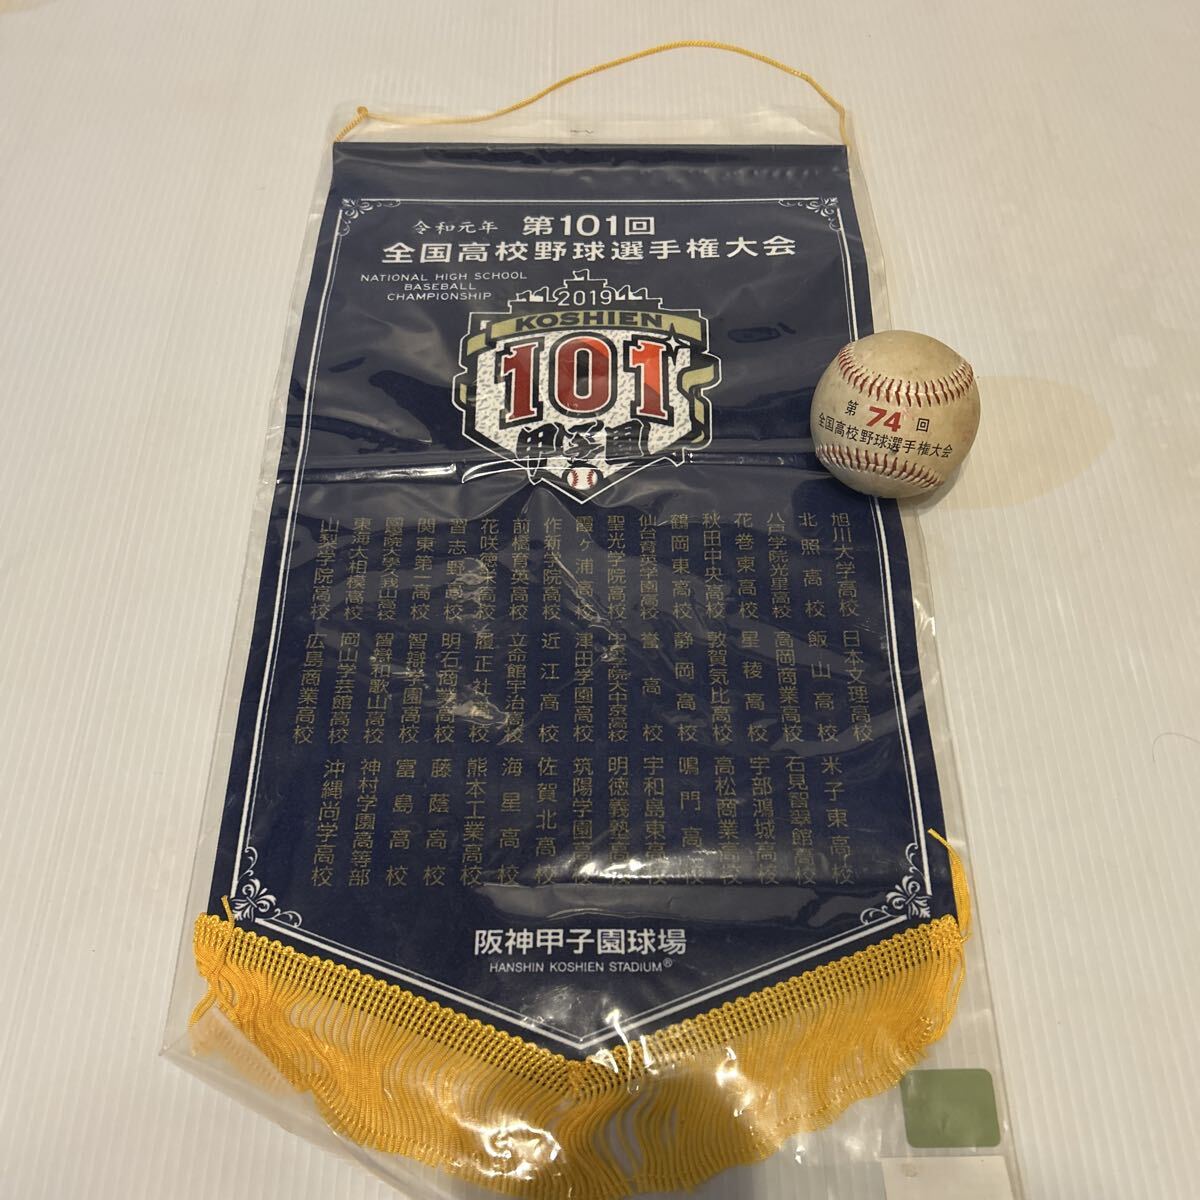 令和元年 第101回
全国高校野球選手権大会
NATIONAL HIGH SCHOOL
BASEBALL
CHAMPIONSHIP
2019
KOSHIEN
101
甲子園
旭川大学高校
北照高校
八戸学院光星高校
花巻東高校
秋田中央高校
鶴岡東高校
仙台育英学園高校
聖光学院高校
霞ヶ浦高校
作新学院高校
前橋育英高校
花咲徳栄高校
習志野高校
関東第一高校
國學院大學久我山高校
東海大相模高校
山梨学院高校
日本文理高校
飯山高校
高岡商業高校
星稜高校
敦賀気比高校
静岡高校
誉高校
中京学院大中京高校
津田学園高校
近江高校
立命館宇治高校
履正社高校
明石商業高校
智辯学園高校
智辯和歌山高校
岡山学芸館高校
広島商業高校
米子東高校
石見智翠館高校
宇部鴻城高校
高松商業高校
鳴門高校
宇和島東高校
明徳義塾高校
筑陽学園高校
佐賀北高校
海星高校
熊本工業高校
藤蔭高校
富島高校
神村学園高等部
沖縄尚学高校
阪神甲子園球場
HANSHIN KOSHIEN STADIUM®
第74回
全国高校野球選手権大会